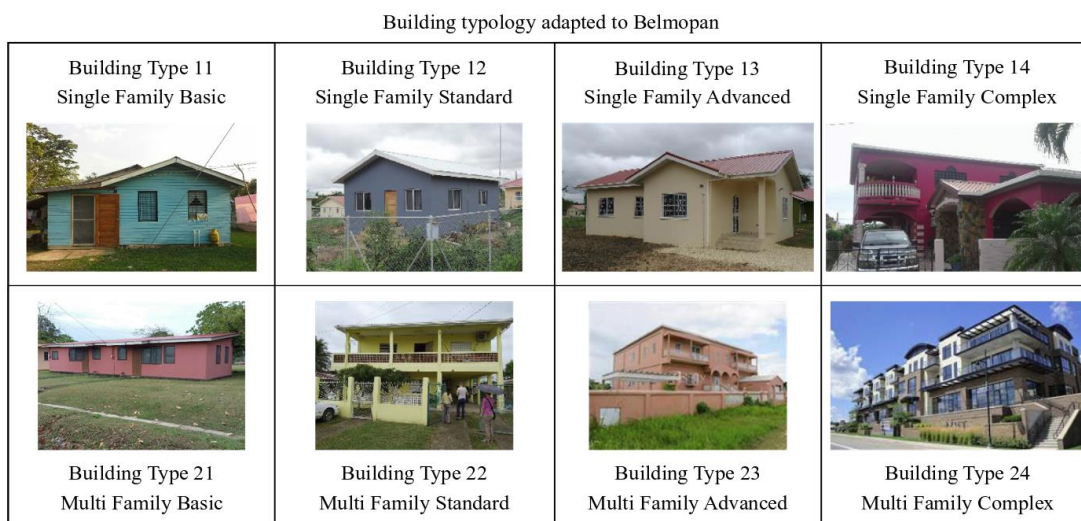 Building typology adapted to Belmopan
Building Type 11
Single Family Basic
Building Type 12
Single Family Standard
Building Type 13
Single Family Advanced
Building Type 14
Single Family Complex
Building Type 21
Multi Family Basic
Building Type 22
Multi Family Standard
Building Type 23
Multi Family Advanced
Building Type 24
Multi Family Complex